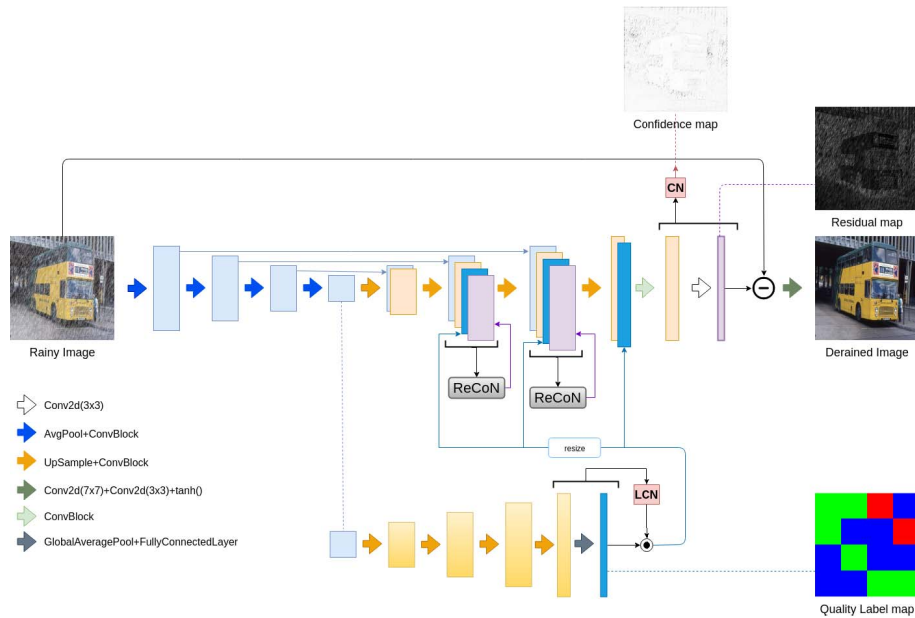 Confidence map
CN
Residual map
Rainy Image
Derained Image
ReCoN
ReCoN
Conv2d(3x3)
AvgPool+ConvBlock
UpSample+ConvBlock
Conv2d(7x7)+Conv2d(3x3)+tanh()
ConvBlock
GlobalAveragePool+FullyConnectedLayer
resize
LCN
Quality Label map